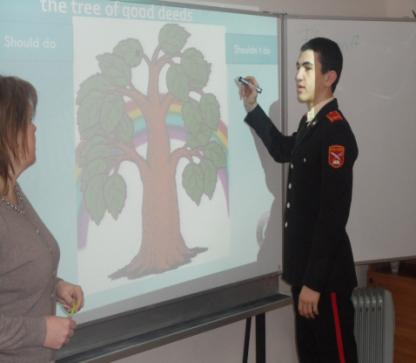 the tree of good deeds
Should do
Shouldn't do